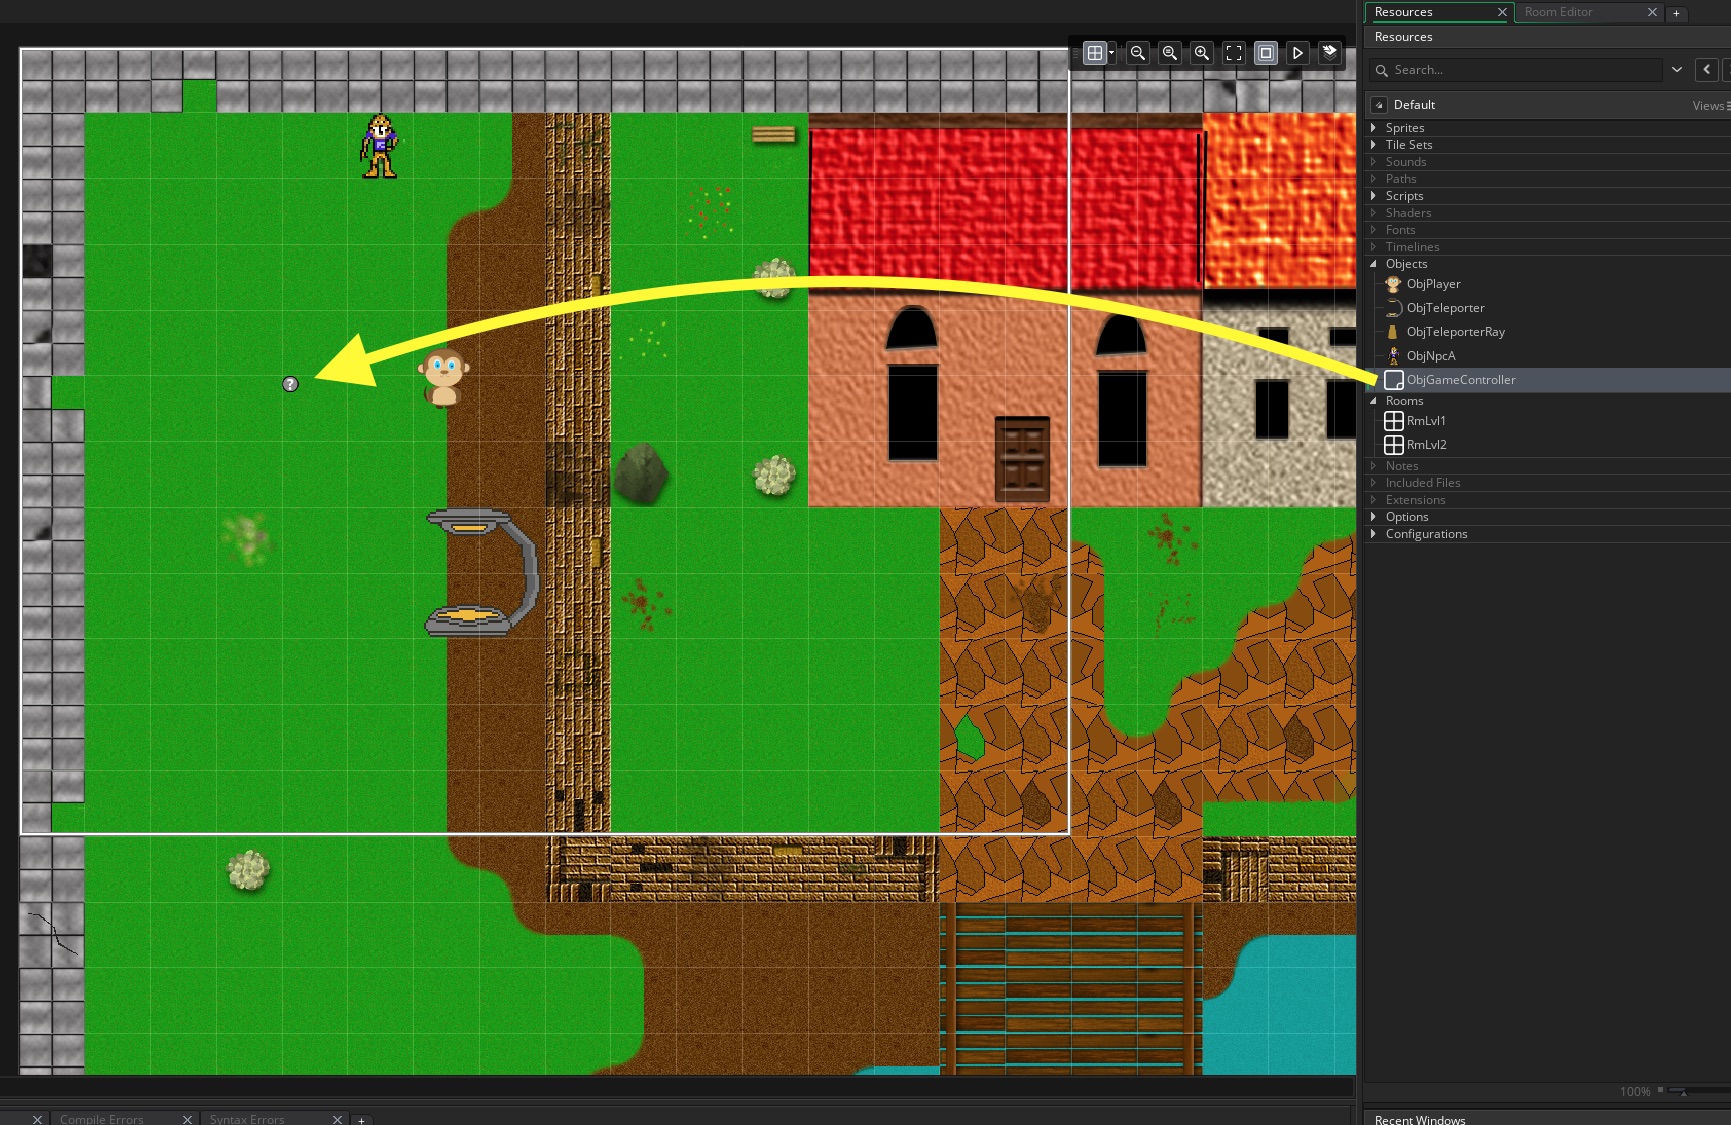 Resources
Room Editor
Resources
Search...
Default
Views
Sprites
Tile Sets
Sounds
Paths
Scripts
Shaders
Fonts
Timelines
Objects
ObjPlayer
ObjTeleporter
ObjTeleporterRay
ObjNpcA
ObjGameController
Rooms
RmLvl1
RmLvl2
Notes
Included Files
Extensions
Options
Configurations
?
100%
Compile Errors
Syntax Errors
Recent Windows